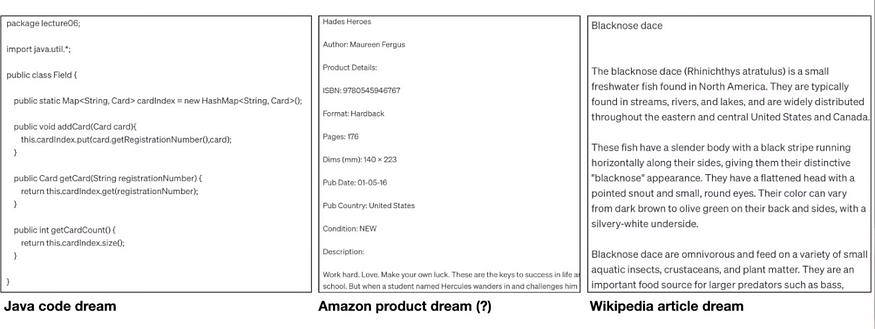 package lecture06;
import java.util.*;
public class Field {
public static Map<String, Card> cardIndex = new HashMap<String, Card>();
public void addCard(Card card){
this.cardIndex.put(card.getRegistrationNumber(),card);
}
public Card getCard(String registrationNumber) {
return this.cardIndex.get(registrationNumber);
}
public int getCardCount() {
return this.cardIndex.size();
}
}
Java code dream
Hades Heroes
Author: Maureen Fergus
Product Details:
ISBN: 9780545946767
Format: Hardback
Pages: 176
Dims (mm): 140 × 223
Pub Date: 01-05-16
Pub Country: United States
Condition: NEW
Description:
Work hard. Love. Make your own luck. These are the keys to success in life ar
school. But when a student named Hercules wanders in and challenges him
Amazon product dream (?)
Blacknose dace
The blacknose dace (Rhinichthys atratulus) is a small
freshwater fish found in North America. They are typically
found in streams, rivers, and lakes, and are widely distributed
throughout the eastern and central United States and Canada.
These fish have a slender body with a black stripe running
horizontally along their sides, giving them their distinctive
"blacknose" appearance. They have a flattened head with a
pointed snout and small, round eyes. Their color can vary
from dark brown to olive green on their back and sides, with a
silvery-white underside.
Blacknose dace are omnivorous and feed on a variety of small
aquatic insects, crustaceans, and plant matter. They are an
important food source for larger predators such as bass,
Wikipedia article dream